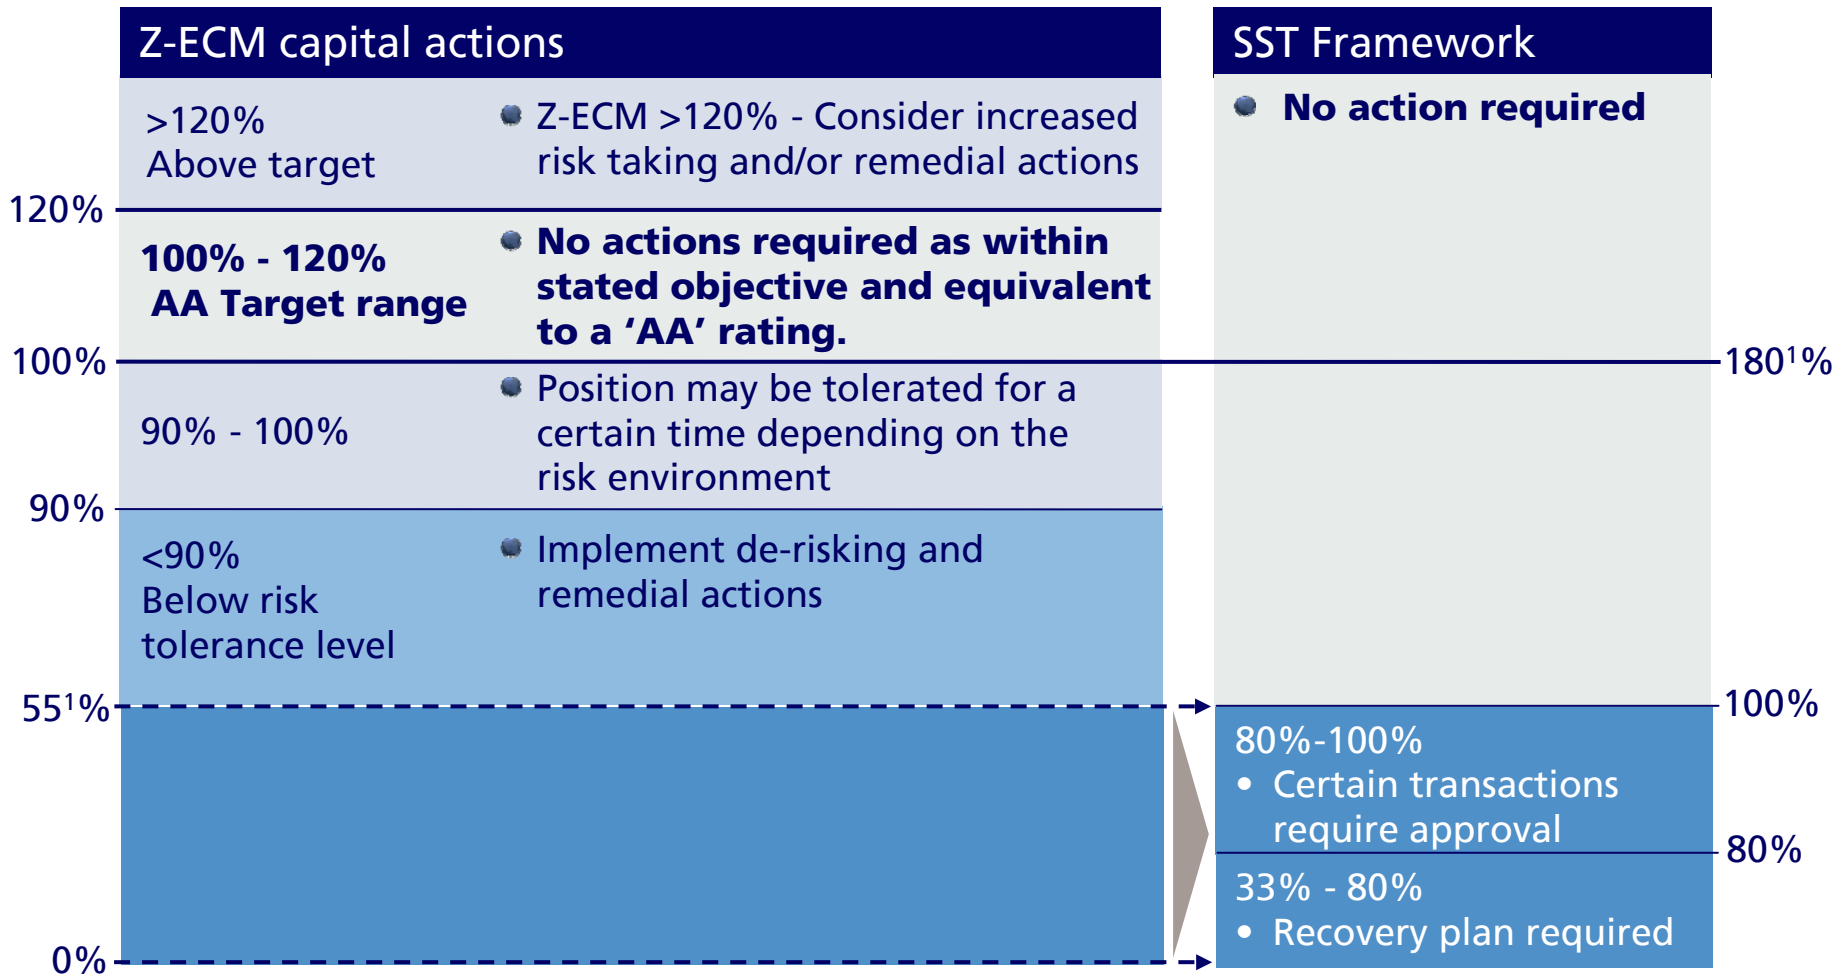 Z-ECM capital actions
SST Framework
>120%
Above target
● Z-ECM >120% - Consider increased
risk taking and/or remedial actions
● No action required
120%
100% - 120%
AA Target range
● No actions required as within
stated objective and equivalent
to a ‘AA’ rating.
100%
180¹%
90% - 100%
● Position may be tolerated for a
certain time depending on the
risk environment
90%
<90%
Below risk
tolerance level
● Implement de-risking and
remedial actions
55¹%
100%
80%-100%
• Certain transactions
require approval
80%
33% - 80%
• Recovery plan required
0%